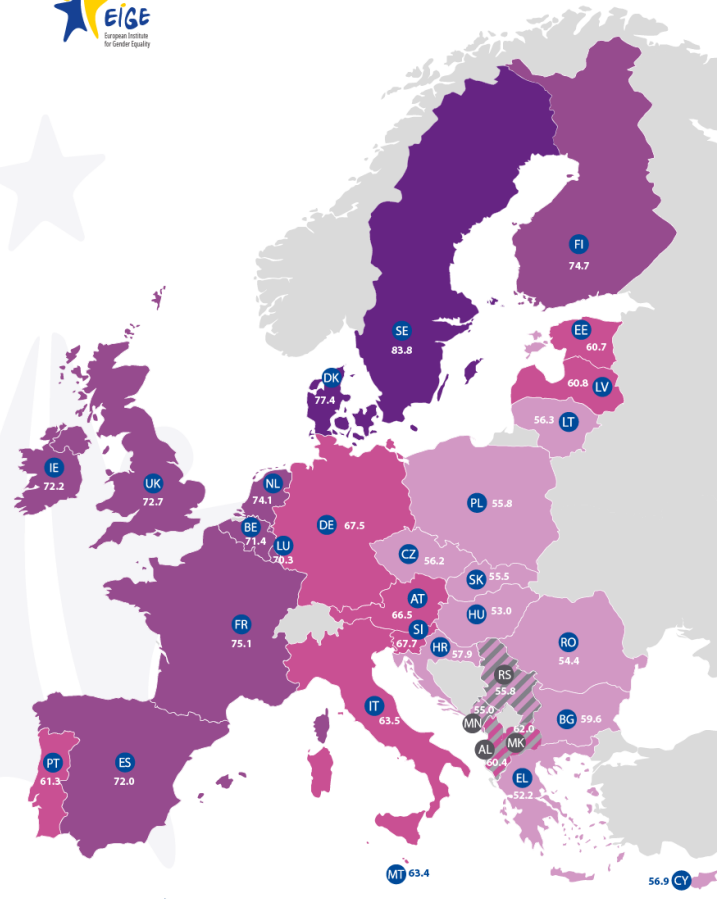 EIGE
European Institute
for Gender Equality
FI
74.7
SE
83.8
EE
60.7
60.8 LV
56.3 LT
DK
77.4
IE
72.2
UK
72.7
NL
74.1
BE
71.4
LU
70.3
DE 67.5
PL 55.8
CZ 56.2
SK 55.5
AT
66.5
HU 53.0
SI
67.7
HR
57.9
FR
75.1
RO
54.4
RS
55.8
55.0
MN
BG 59.6
IT
63.5
62.0
MK
AL
60.4
PT
61.3
ES
72.0
EL
52.2
MT 63.4
56.9 CY